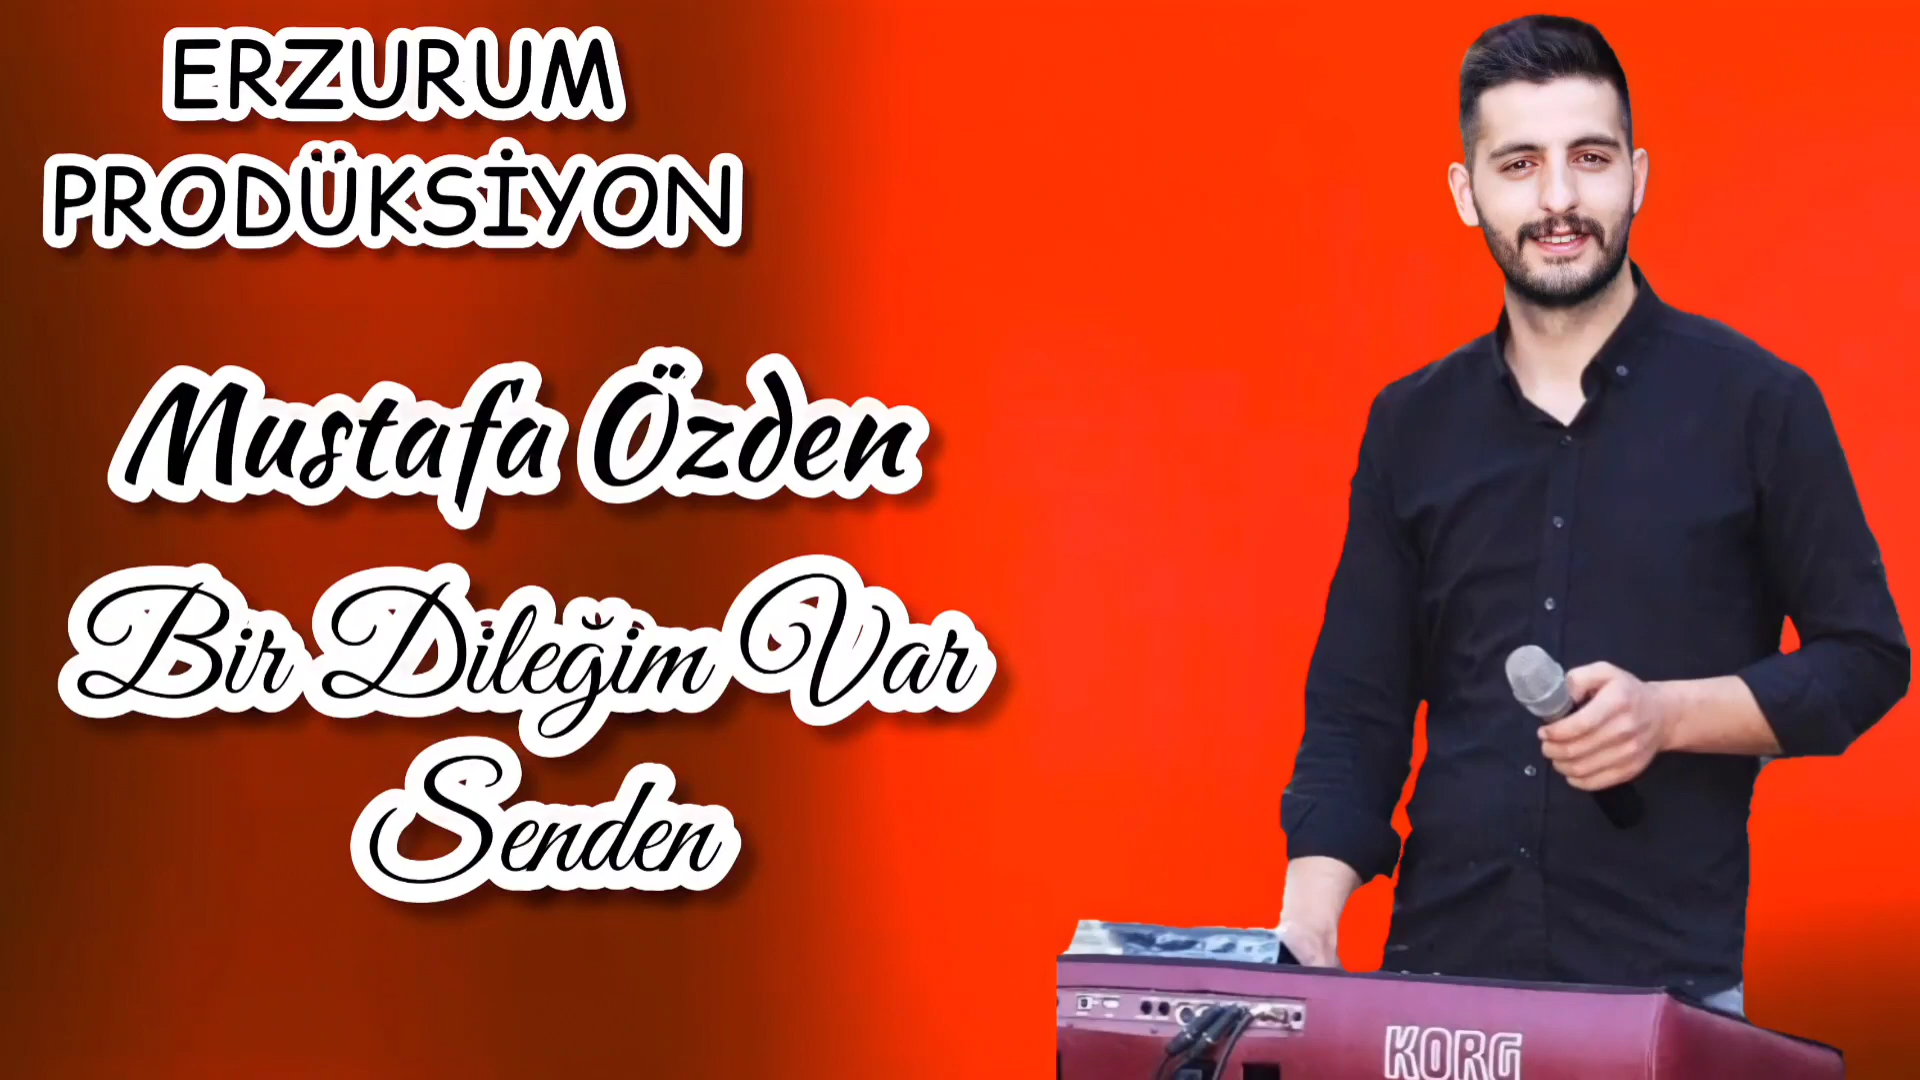 ERZURUM
PRODÜKSİYON
Mustafa Özden
Bir Dileğim Var
Senden
KORG